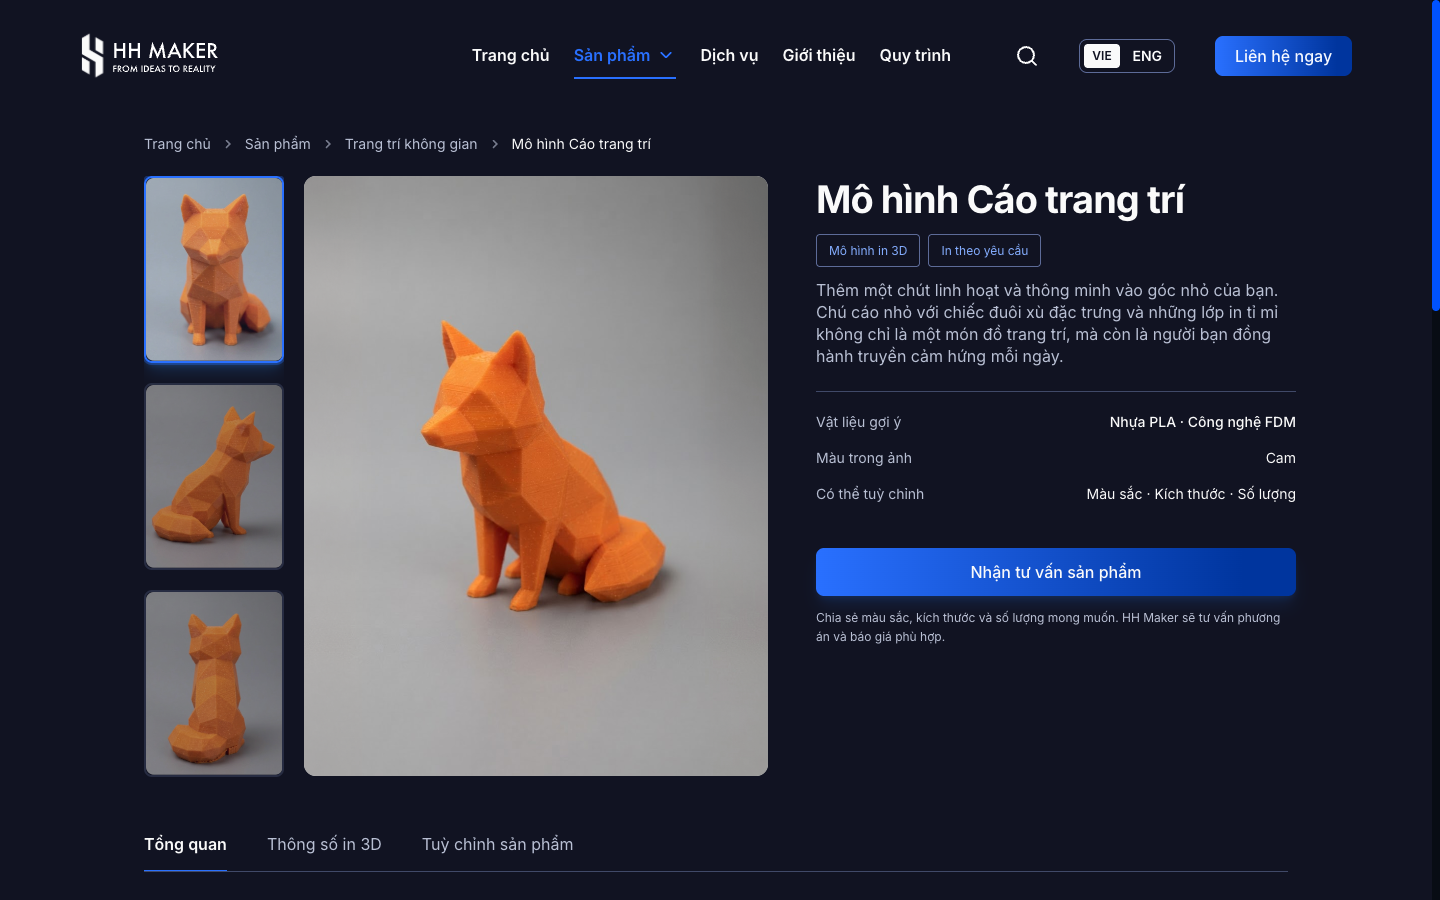 HH MAKER
FROM IDEAS TO REALITY
Trang chủ
Sản phẩm
Dịch vụ
Giới thiệu
Quy trình
VIE
ENG
Liên hệ ngay
Trang chủ
Sản phẩm
Trang trí không gian
Mô hình Cáo trang trí
Mô hình Cáo trang trí
Mô hình in 3D
In theo yêu cầu
Thêm một chút linh hoạt và thông minh vào góc nhỏ của bạn.
Chú cáo nhỏ với chiếc đuôi xù đặc trưng và những lớp in tỉ mỉ
không chỉ là một món đồ trang trí, mà còn là người bạn đồng
hành truyền cảm hứng mỗi ngày.
Vật liệu gợi ý
Nhựa PLA · Công nghệ FDM
Màu trong ảnh
Cam
Có thể tuỳ chỉnh
Màu sắc · Kích thước · Số lượng
Nhận tư vấn sản phẩm
Chia sẻ màu sắc, kích thước và số lượng mong muốn. HH Maker sẽ tư vấn phương
án và báo giá phù hợp.
Tổng quan
Thông số in 3D
Tuỳ chỉnh sản phẩm